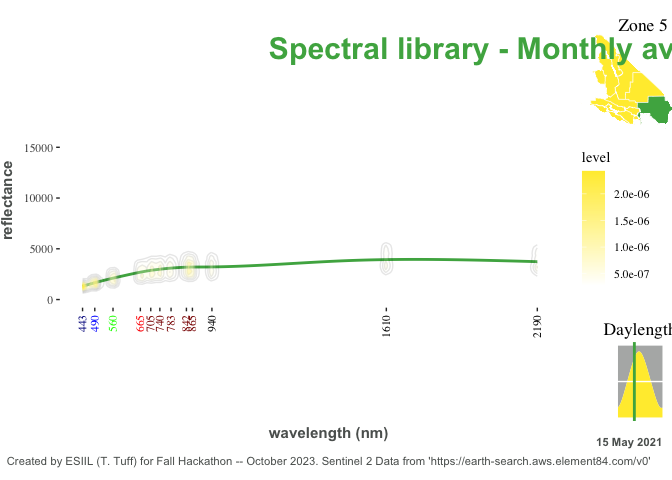 Zone 5
Spectral library - Monthly av
level
2.0e-06
1.5e-06
1.0e-06
5.0e-07
reflectance
15000
10000
5000
0
443
490
560
665
705
740
783
842
865
940
1610
2190
wavelength (nm)
Daylength
15 May 2021
Created by ESIIL (T. Tuff) for Fall Hackathon -- October 2023. Sentinel 2 Data from 'https://earth-search.aws.element84.com/v0'